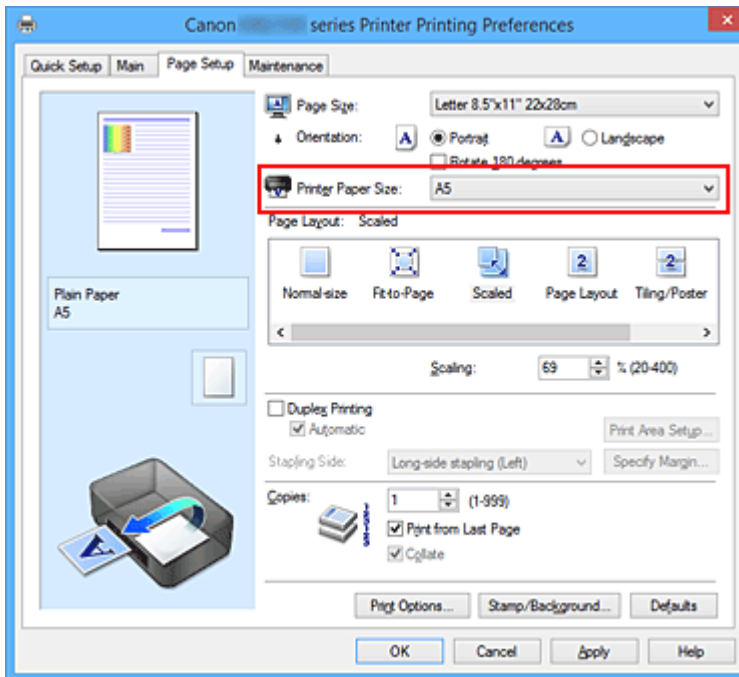 Canon series Printer Printing Preferences
Quick Setup Main Page Setup Maintenance
Page Size: Letter 8.5"x11" 22x28cm
Orientation: A Portrait A Landscape
Rotate 180 degrees
Printer Paper Size: A5
Page Layout: Scaled
Normal-size Fit-to-Page Scaled Page Layout Tiling/Poster
Plain Paper
A5
Scaling: 69 % (20-400)
Duplex Printing
Automatic
Print Area Setup...
Stapling Side: Long-side stapling (Left) Specify Margin...
Copies: 1 (1-999)
Print from Last Page
Collate
Print Options... Stamp/Background... Defaults
OK Cancel Apply Help